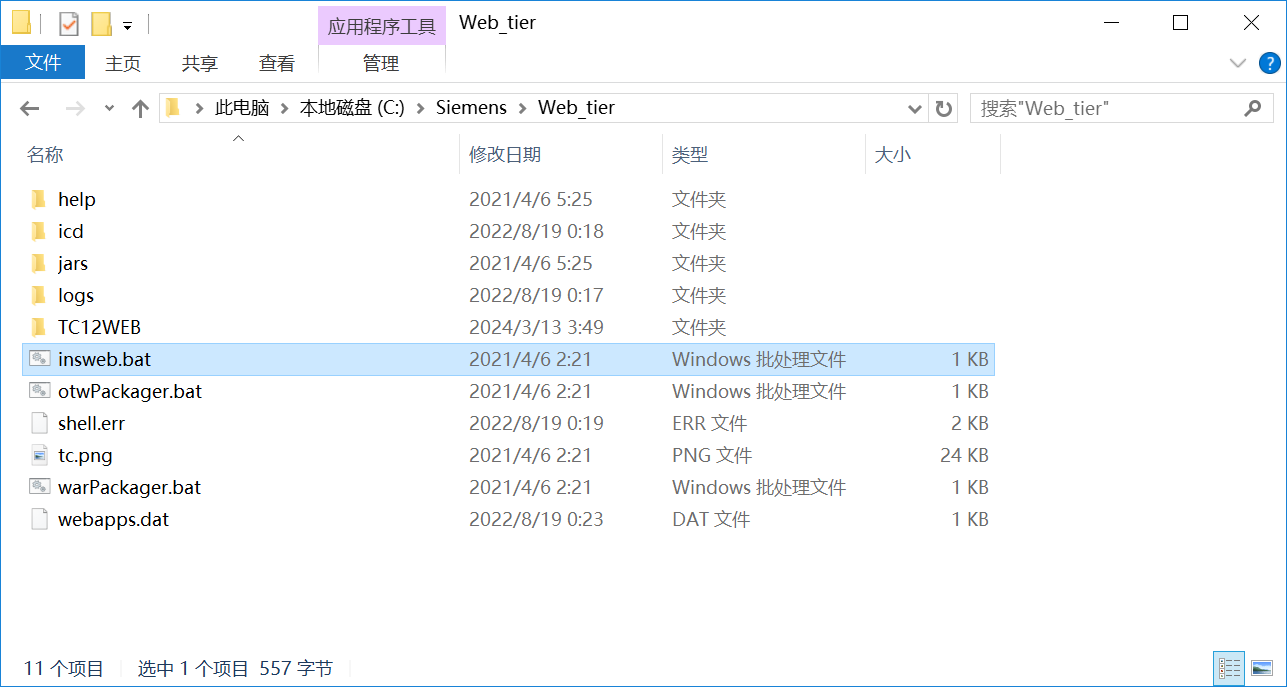 应用程序工具 Web_tier
文件 主页 共享 查看 管理
此电脑 本地磁盘 (C:) Siemens Web_tier 搜索"Web_tier"
名称 修改日期 类型 大小
help 2021/4/6 5:25 文件夹
icd 2022/8/19 0:18 文件夹
jars 2021/4/6 5:25 文件夹
logs 2022/8/19 0:17 文件夹
TC12WEB 2024/3/13 3:49 文件夹
insweb.bat 2021/4/6 2:21 Windows 批处理文件 1 KB
otwPackager.bat 2021/4/6 2:21 Windows 批处理文件 1 KB
shell.err 2022/8/19 0:19 ERR 文件 2 KB
tc.png 2021/4/6 2:21 PNG 文件 24 KB
warPackager.bat 2021/4/6 2:21 Windows 批处理文件 1 KB
webapps.dat 2022/8/19 0:23 DAT 文件 1 KB
11 个项目 选中 1 个项目 557 字节